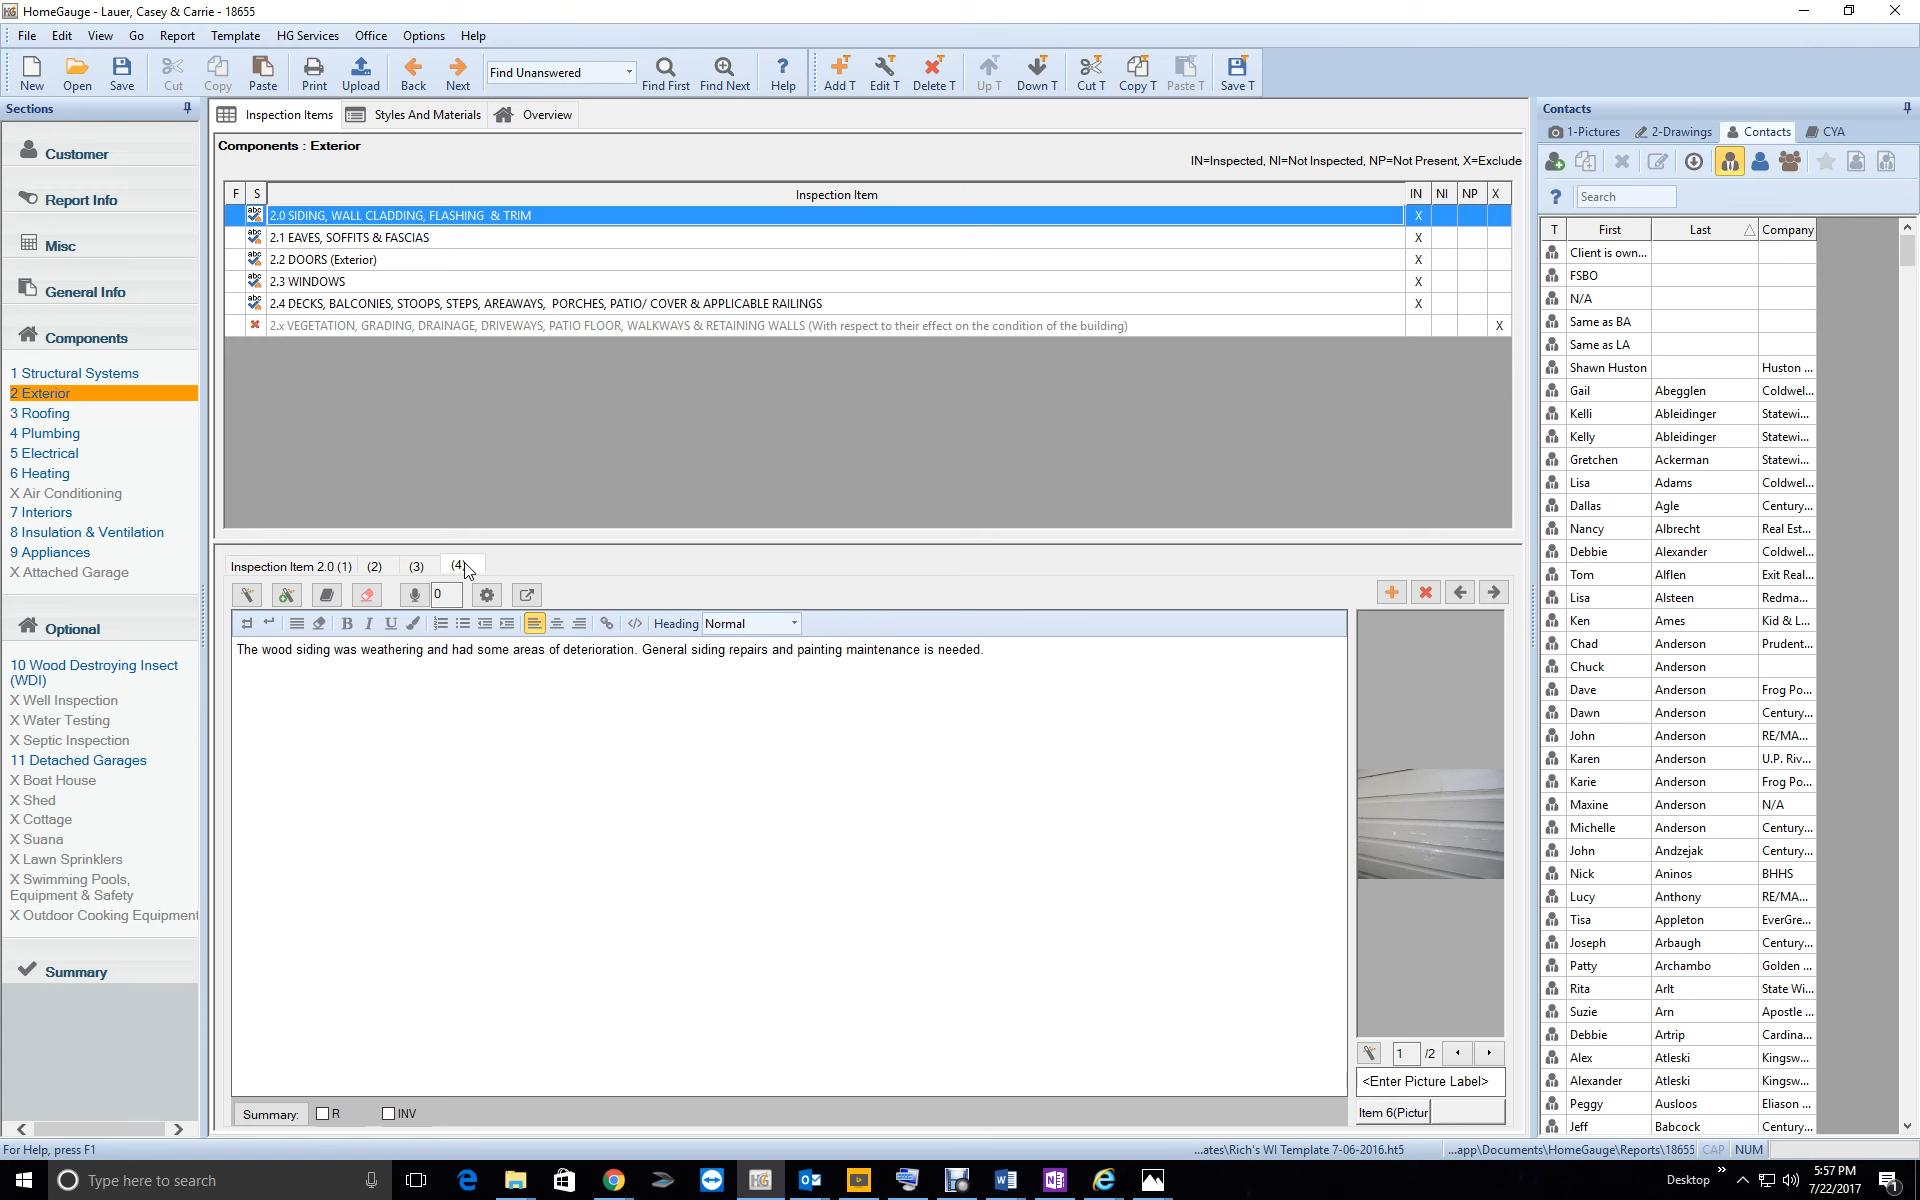 HomeGauge - Lauer, Casey & Carrie - 18655
File Edit View Go Report Template HG Services Office Options Help
New Open Save Cut Copy Paste Print Upload Back Next Find Unanswered Find First Find Next Help Add T Edit T Delete T Up T Down T Cut T Copy T Paste T Save T
Sections
Customer
Report Info
Misc
General Info
Components
1 Structural Systems
2 Exterior
3 Roofing
4 Plumbing
5 Electrical
6 Heating
X Air Conditioning
7 Interiors
8 Insulation & Ventilation
9 Appliances
X Attached Garage
Optional
10 Wood Destroying Insect
(WDI)
X Well Inspection
X Water Testing
X Septic Inspection
11 Detached Garages
X Boat House
X Shed
X Cottage
X Suana
X Lawn Sprinklers
X Swimming Pools,
Equipment & Safety
X Outdoor Cooking Equipment
Summary
Inspection Items Styles And Materials Overview
Components : Exterior
IN=Inspected, NI=Not Inspected, NP=Not Present, X=Exclude
F S Inspection Item IN NI NP X
abc 2.0 SIDING, WALL CLADDING, FLASHING & TRIM X
abc 2.1 EAVES, SOFFITS & FASCIAS X
abc 2.2 DOORS (Exterior) X
abc 2.3 WINDOWS X
abc 2.4 DECKS, BALCONIES, STOOPS, STEPS, AREAWAYS, PORCHES, PATIO/ COVER & APPLICABLE RAILINGS X
2.x VEGETATION, GRADING, DRAINAGE, DRIVEWAYS, PATIO FLOOR, WALKWAYS & RETAINING WALLS (With respect to their effect on the condition of the building) X
Inspection Item 2.0 (1) (2) (3) (4)
0
B I U Heading Normal
The wood siding was weathering and had some areas of deterioration. General siding repairs and painting maintenance is needed.
1 /2
<Enter Picture Label>
Item 6(Pictur
Summary: R INV
Contacts
1-Pictures 2-Drawings Contacts CYA
? Search
T First Last Company
Client is own...
FSBO
N/A
Same as BA
Same as LA
Shawn Huston Huston ...
Gail Abegglen Coldwel...
Kelli Ableidinger Statewi...
Kelly Ableidinger Statewi...
Gretchen Ackerman Statewi...
Lisa Adams Coldwel...
Dallas Agle Century...
Nancy Albrecht Real Est...
Debbie Alexander Coldwel...
Tom Alflen Exit Real...
Lisa Alsteen Redma...
Ken Ames Kid & L...
Chad Anderson Prudent...
Chuck Anderson
Dave Anderson Frog Po...
Dawn Anderson Century...
John Anderson RE/MA...
Karen Anderson U.P. Riv...
Karie Anderson Frog Po...
Maxine Anderson N/A
Michelle Anderson Century...
John Andzejak Century...
Nick Aninos BHHS
Lucy Anthony RE/MA...
Tisa Appleton EverGre...
Joseph Arbaugh Century...
Patty Archambo Golden ...
Rita Arlt State Wi...
Suzie Arn Apostle ...
Debbie Artrip Cardina...
Alex Atleski Kingsw...
Alexander Atleski Kingsw...
Peggy Ausloos Eliason ...
Jeff Babcock Century...
For Help, press F1 ...ates\Rich's WI Template 7-06-2016.ht5 ...app\Documents\HomeGauge\Reports\18655 CAP NUM
Type here to search Desktop 5:57 PM
7/22/2017